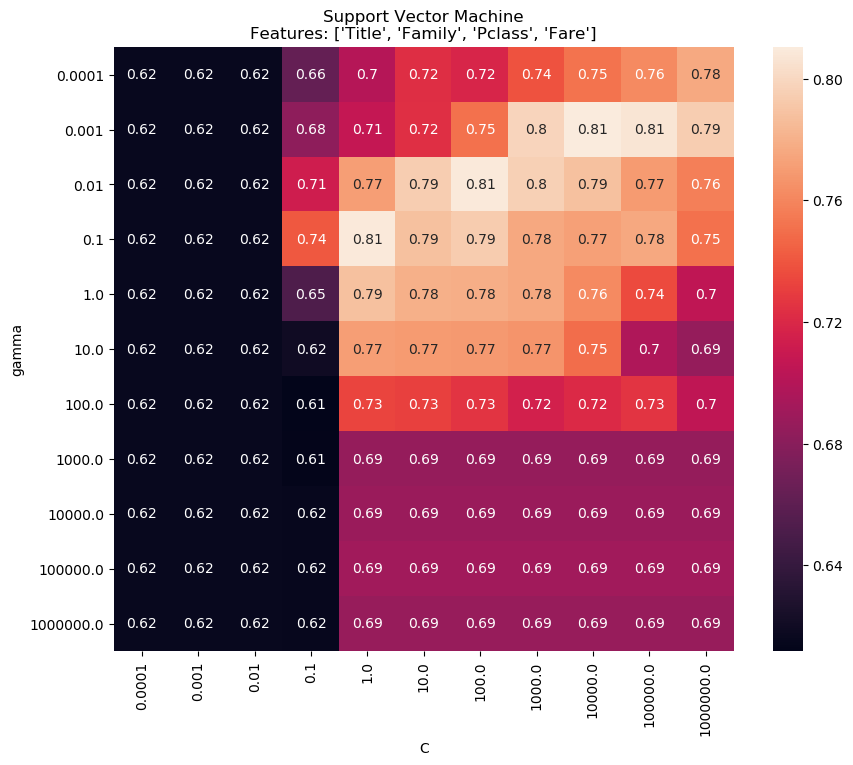 Support Vector Machine
Features: ['Title', 'Family', 'Pclass', 'Fare']
0.0001 0.62 0.62 0.62 0.66 0.7 0.72 0.72 0.74 0.75 0.76 0.78
0.001 0.62 0.62 0.62 0.68 0.71 0.72 0.75 0.8 0.81 0.81 0.79
0.01 0.62 0.62 0.62 0.71 0.77 0.79 0.81 0.8 0.79 0.77 0.76
0.1 0.62 0.62 0.62 0.74 0.81 0.79 0.79 0.78 0.77 0.78 0.75
1.0 0.62 0.62 0.62 0.65 0.79 0.78 0.78 0.78 0.76 0.74 0.7
10.0 0.62 0.62 0.62 0.62 0.77 0.77 0.77 0.77 0.75 0.7 0.69
100.0 0.62 0.62 0.62 0.61 0.73 0.73 0.73 0.72 0.72 0.73 0.7
1000.0 0.62 0.62 0.62 0.61 0.69 0.69 0.69 0.69 0.69 0.69 0.69
10000.0 0.62 0.62 0.62 0.62 0.69 0.69 0.69 0.69 0.69 0.69 0.69
100000.0 0.62 0.62 0.62 0.62 0.69 0.69 0.69 0.69 0.69 0.69 0.69
1000000.0 0.62 0.62 0.62 0.62 0.69 0.69 0.69 0.69 0.69 0.69 0.69
gamma
0.0001 0.001 0.01 0.1 1.0 10.0 100.0 1000.0 10000.0 100000.0 1000000.0
C
0.80
0.76
0.72
0.68
0.64